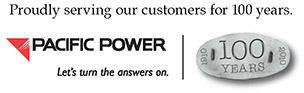 Proudly serving our customers for 100 years.
PACIFIC POWER
Let's turn the answers on.
1910
100
YEARS
2010